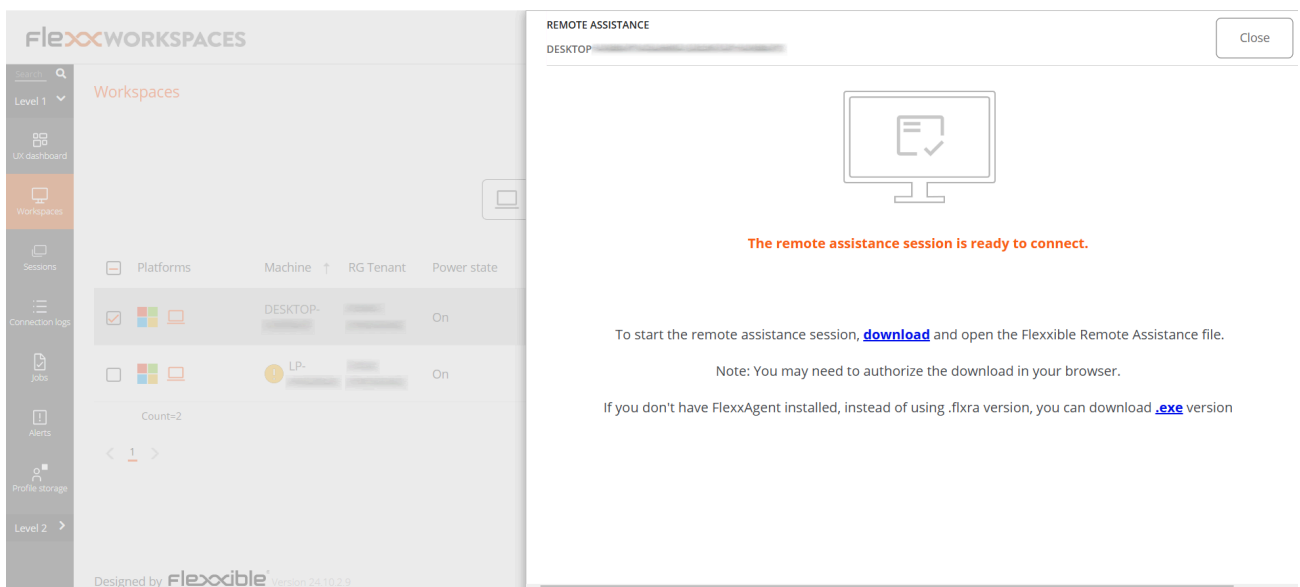 FlexxWORKSPACES
Search
Level 1
UX dashboard
Workspaces
Sessions
Connection logs
Jobs
Alerts
Profile storage
Level 2
Workspaces
Platforms Machine ↑ RG Tenant Power state
DESKTOP-
On
LP-
On
Count=2
1
Designed by Flexxible Version 24.10.2.9
REMOTE ASSISTANCE
DESKTOP
Close
The remote assistance session is ready to connect.
To start the remote assistance session, download and open the Flexxible Remote Assistance file.
Note: You may need to authorize the download in your browser.
If you don't have FlexxAgent installed, instead of using .flxra version, you can download .exe version